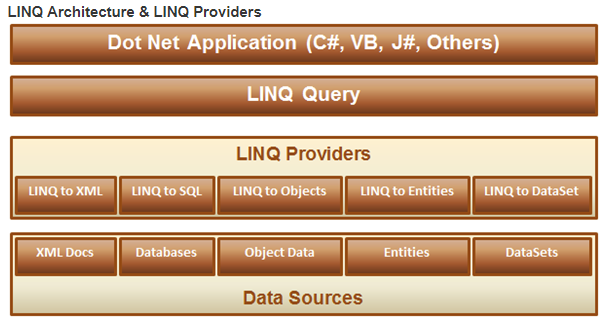 LINQ Architecture & LINQ Providers
Dot Net Application (C#, VB, J#, Others)
LINQ Query
LINQ Providers
LINQ to XML LINQ to SQL LINQ to Objects LINQ to Entities LINQ to DataSet
XML Docs Databases Object Data Entities DataSets
Data Sources